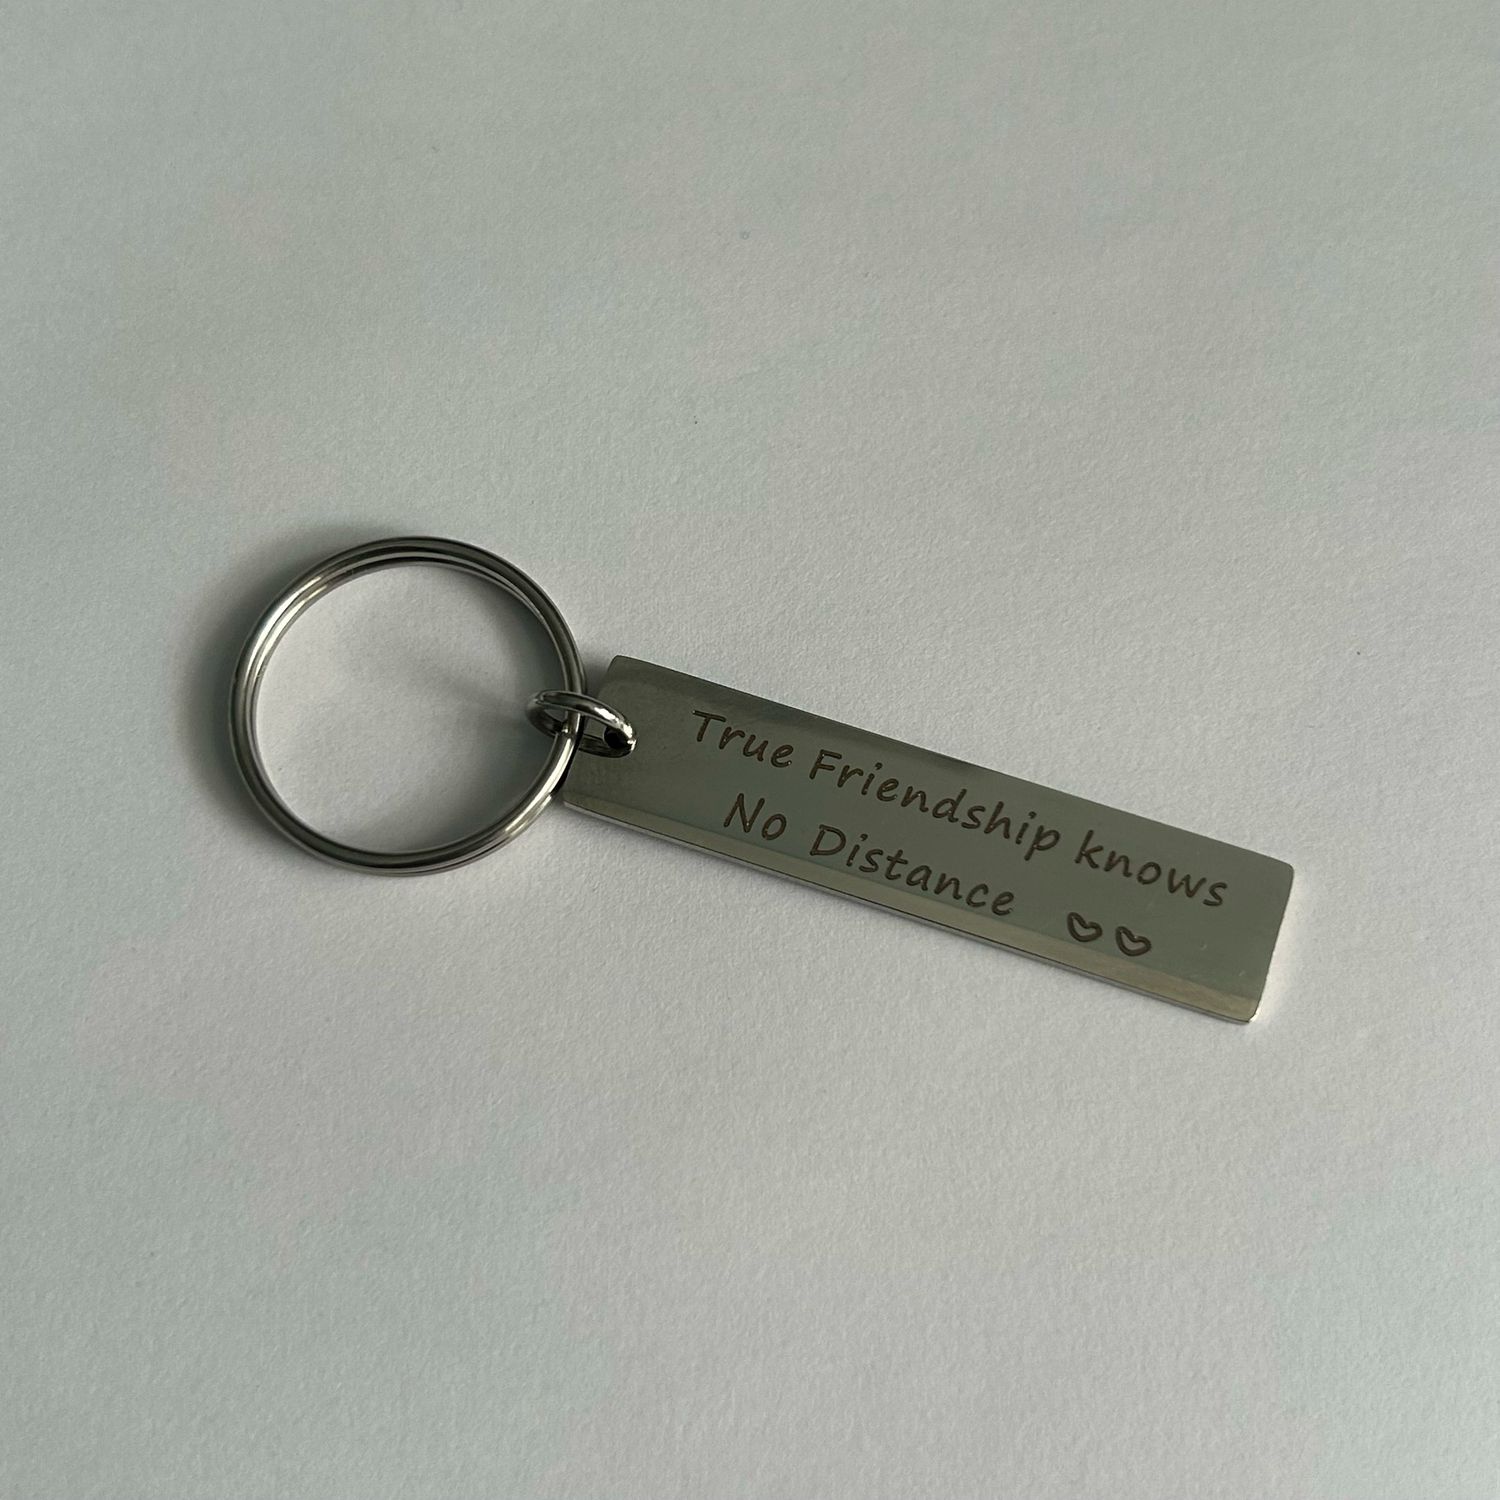 True Friendship knows
No Distance ♡♡